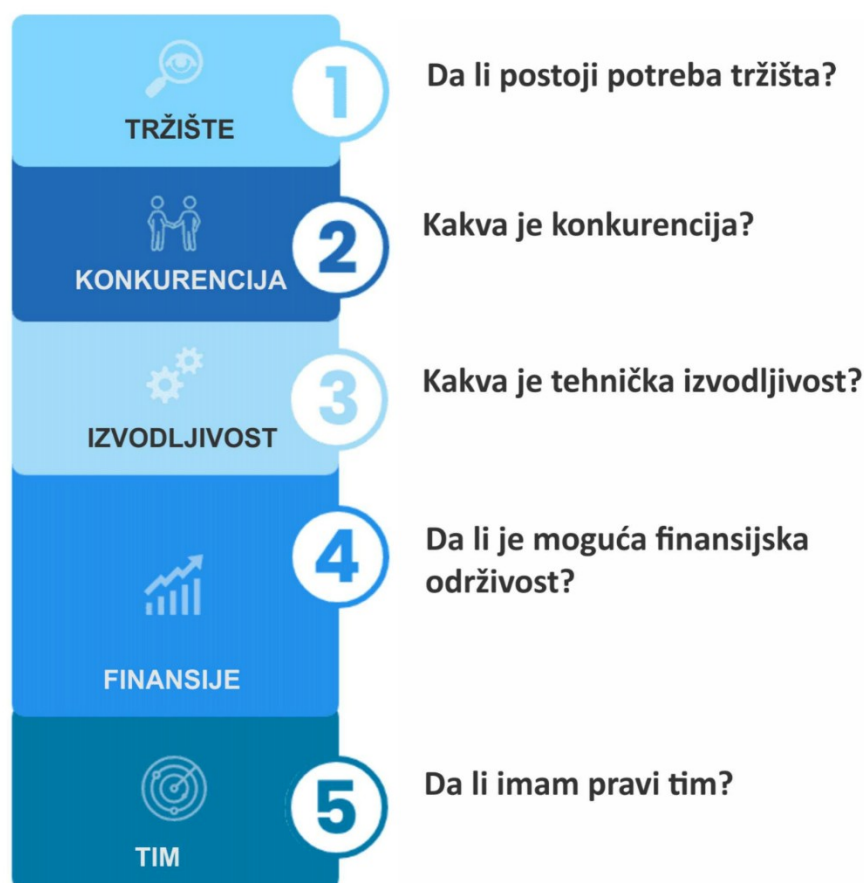 TRŽIŠTE
1
Da li postoji potreba tržišta?
KONKURENCIJA
2
Kakva je konkurencija?
IZVODLJIVOST
3
Kakva je tehnička izvodljivost?
FINANSIJE
4
Da li je moguća finansijska
održivost?
TIM
5
Da li imam pravi tim?